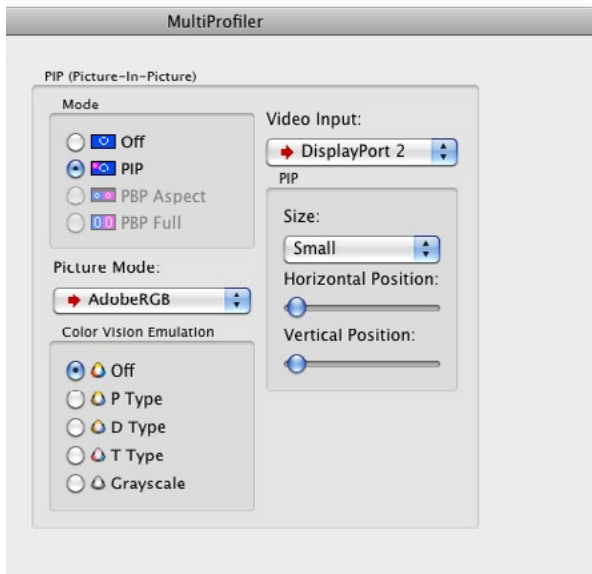 MultiProfiler
PIP (Picture-In-Picture)
Mode
Off
PIP
PBP Aspect
PBP Full
Picture Mode:
AdobeRGB
Color Vision Emulation
Off
P Type
D Type
T Type
Grayscale
Video Input:
DisplayPort 2
PIP
Size:
Small
Horizontal Position:
Vertical Position: